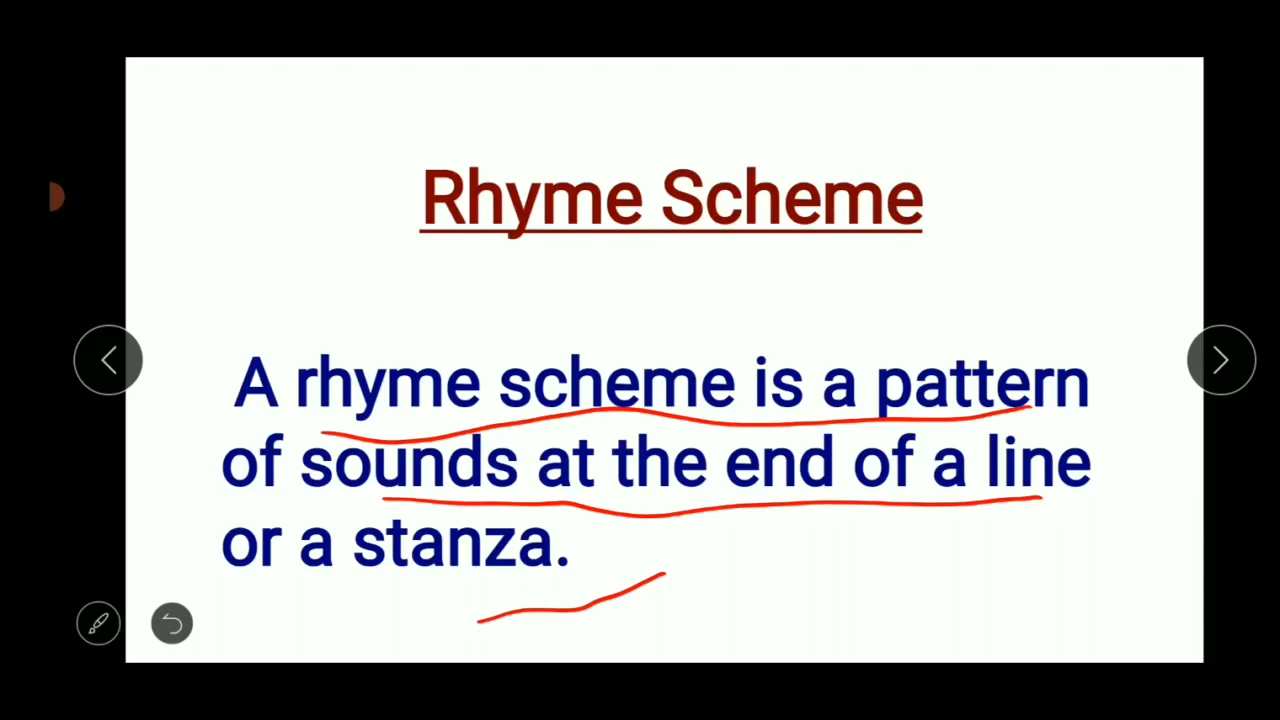 Rhyme Scheme
A rhyme scheme is a pattern
of sounds at the end of a line
or a stanza.